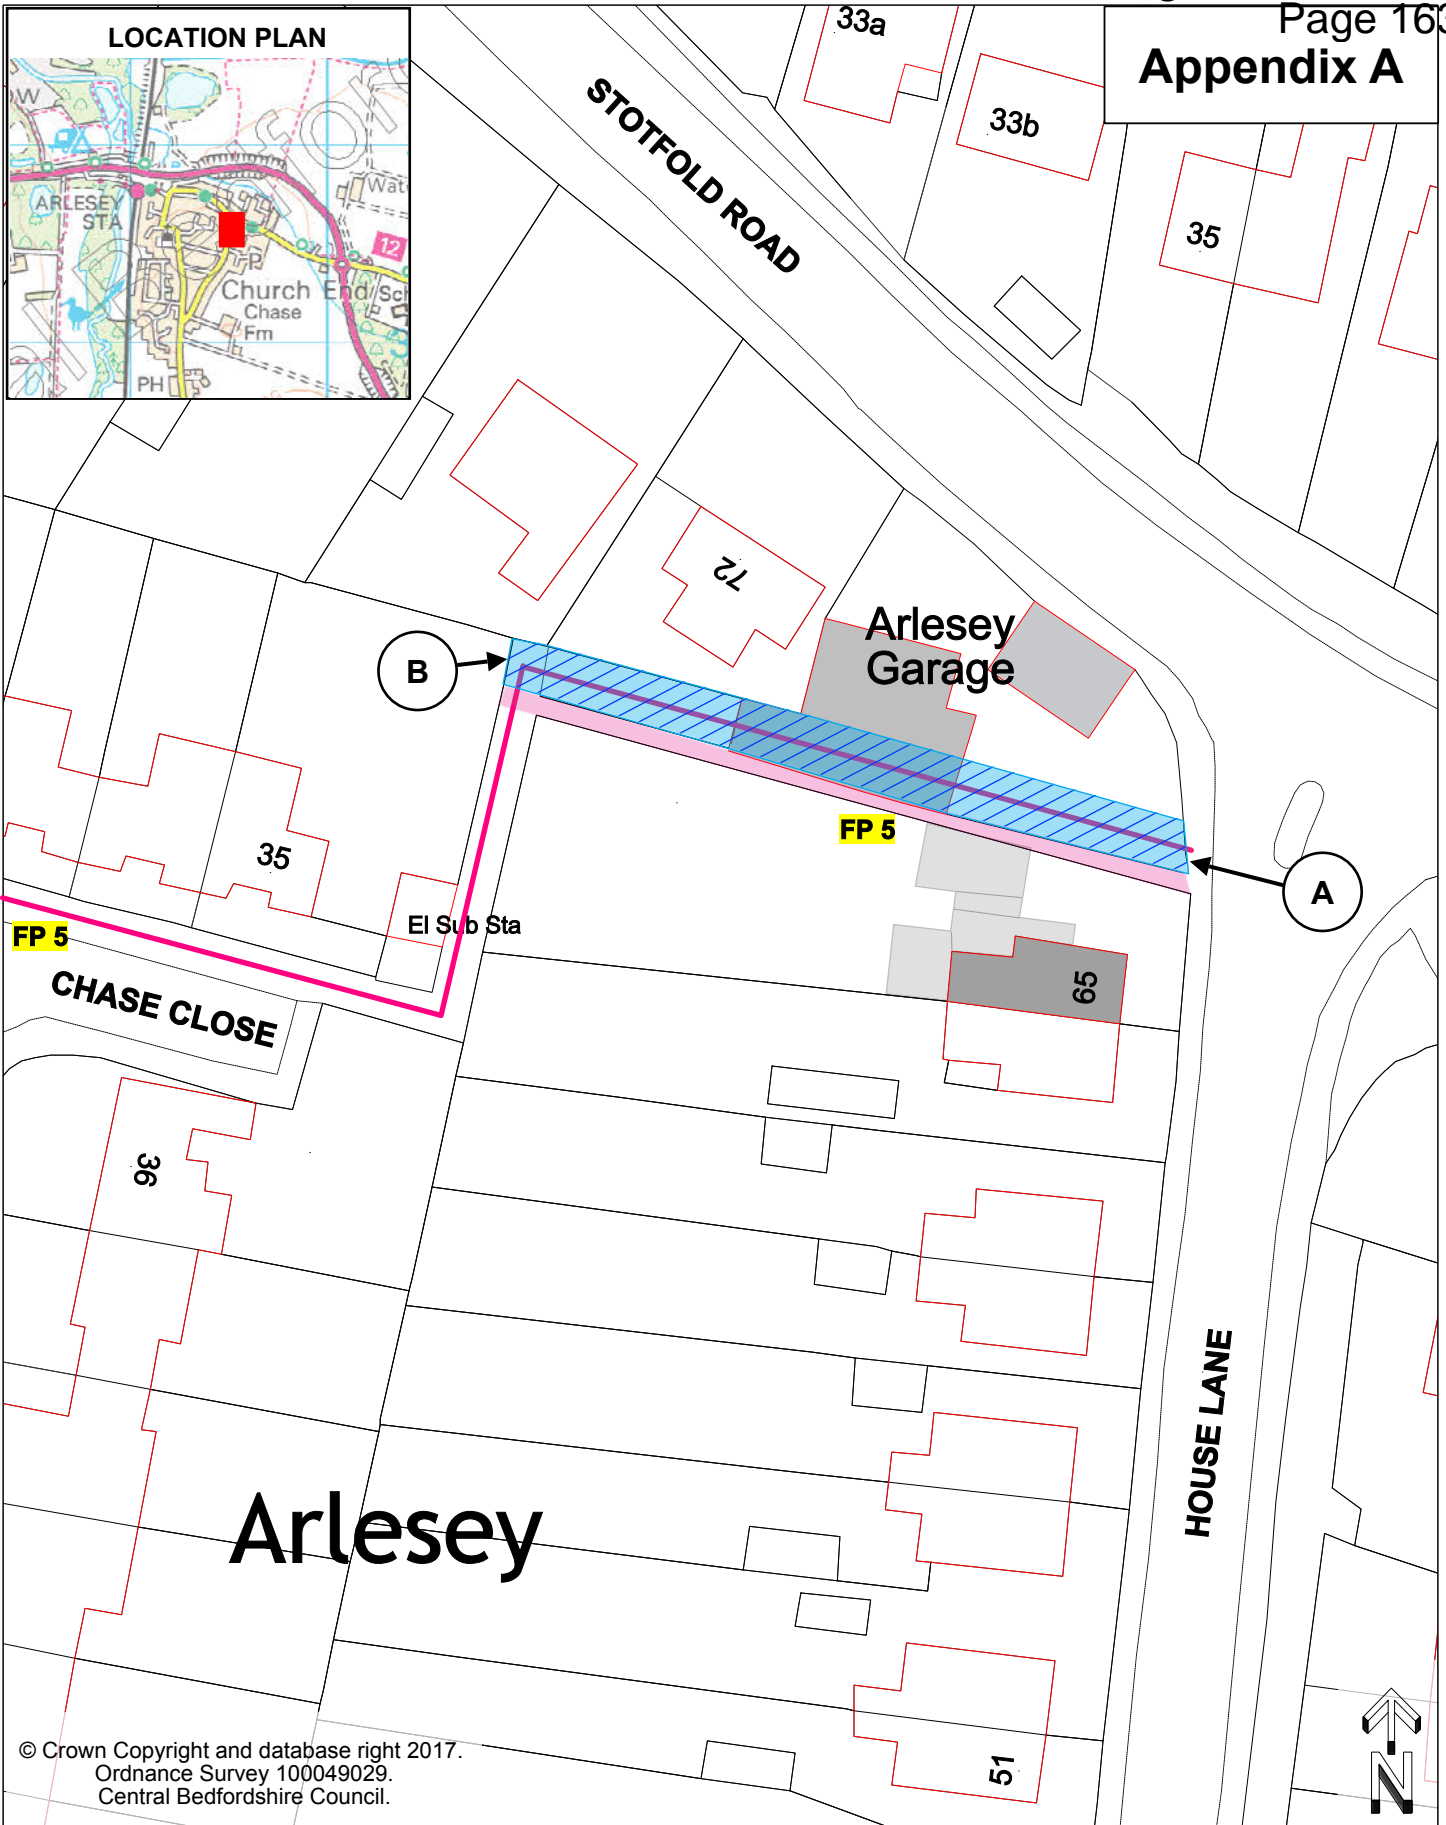 Page 163
Appendix A
LOCATION PLAN
ARLESEY
STA
Church End
Chase
Fm
PH
P
12
Sch
Wat
33a
33b
35
STOTFOLD ROAD
72
Arlesey
Garage
B
A
FP 5
35
El Sub Sta
FP 5
CHASE CLOSE
65
36
HOUSE LANE
Arlesey
51
© Crown Copyright and database right 2017.
Ordnance Survey 100049029.
Central Bedfordshire Council.
N